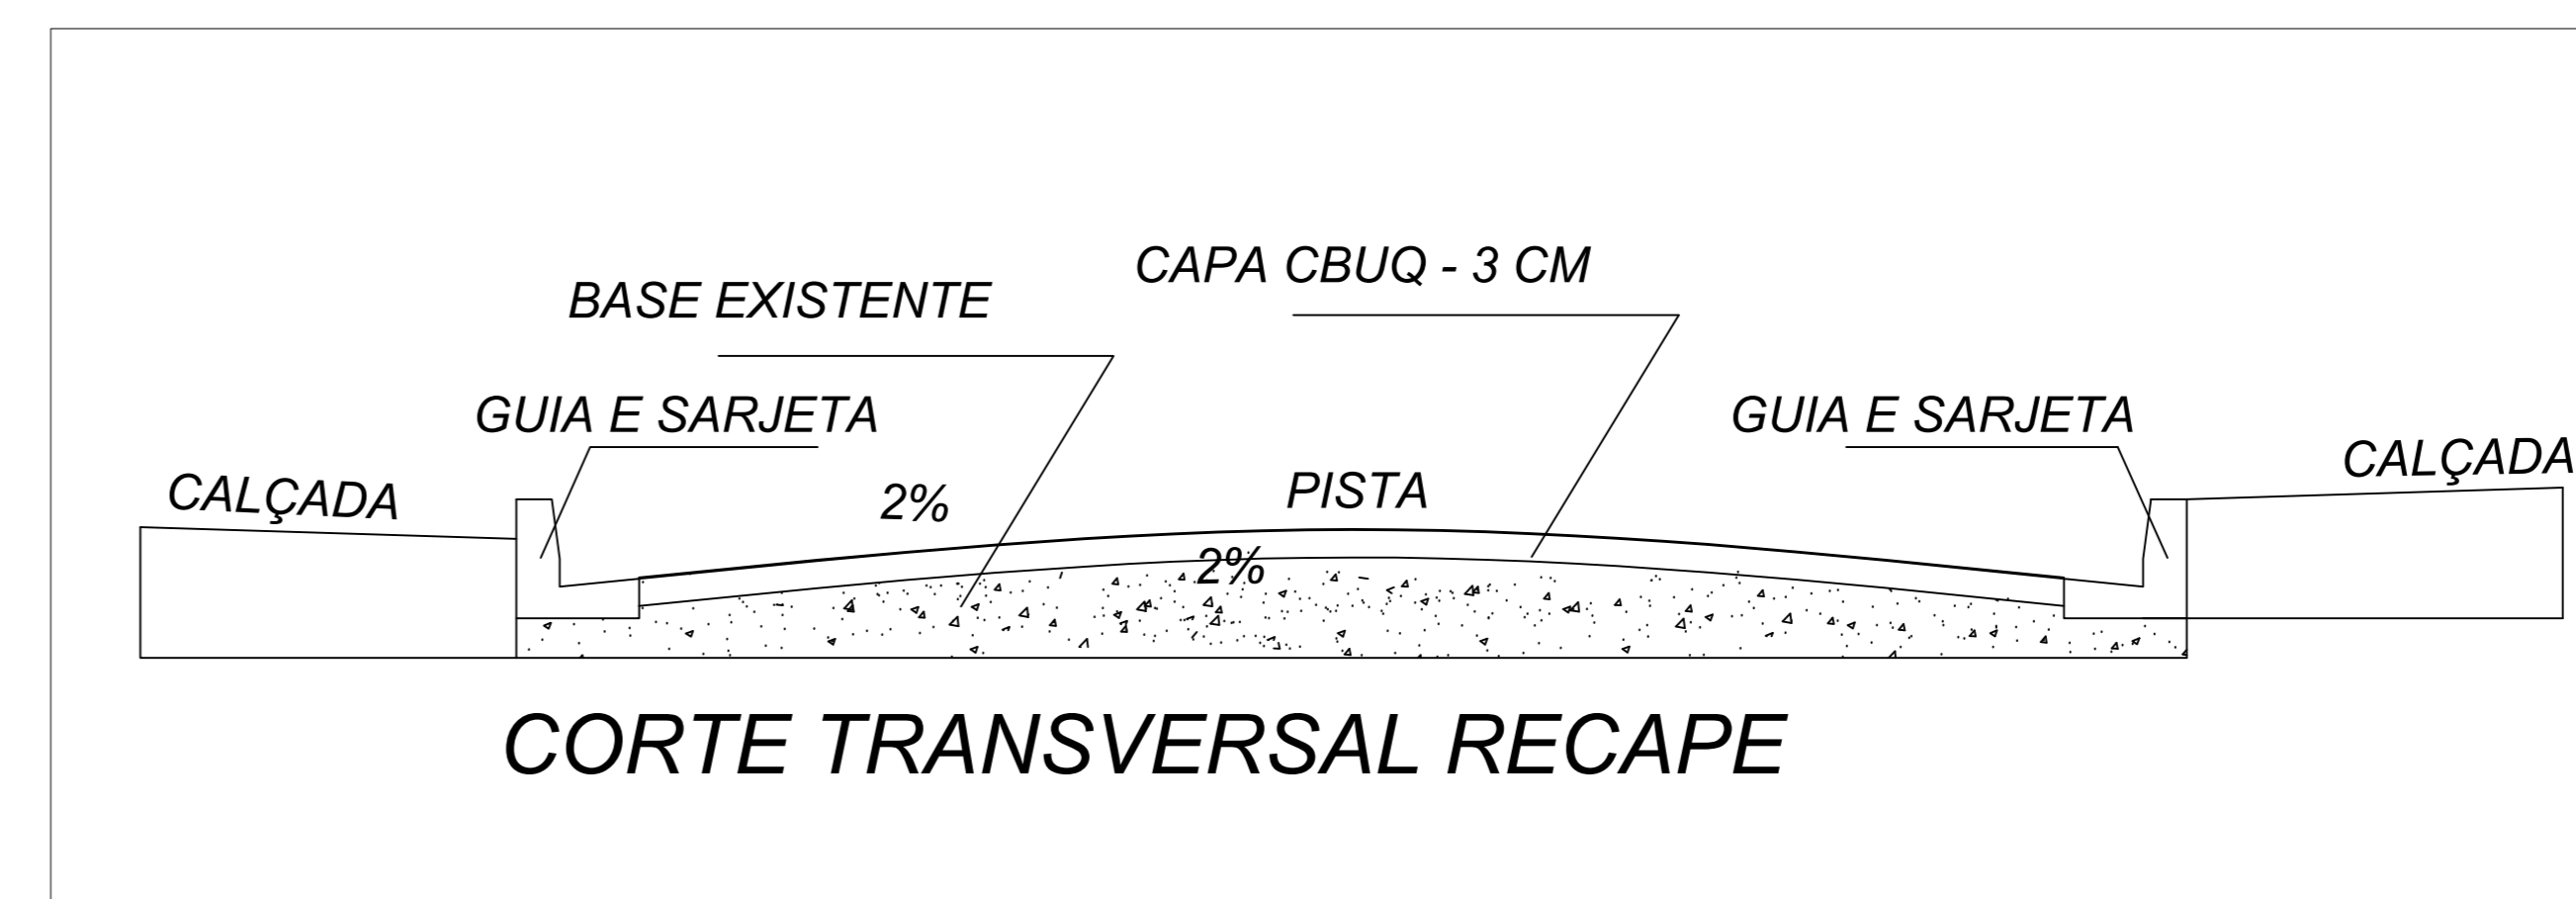 CAPA CBUQ - 3 CM
BASE EXISTENTE
GUIA E SARJETA
GUIA E SARJETA
CALÇADA
CALÇADA
2%
PISTA
2%
CORTE TRANSVERSAL RECAPE